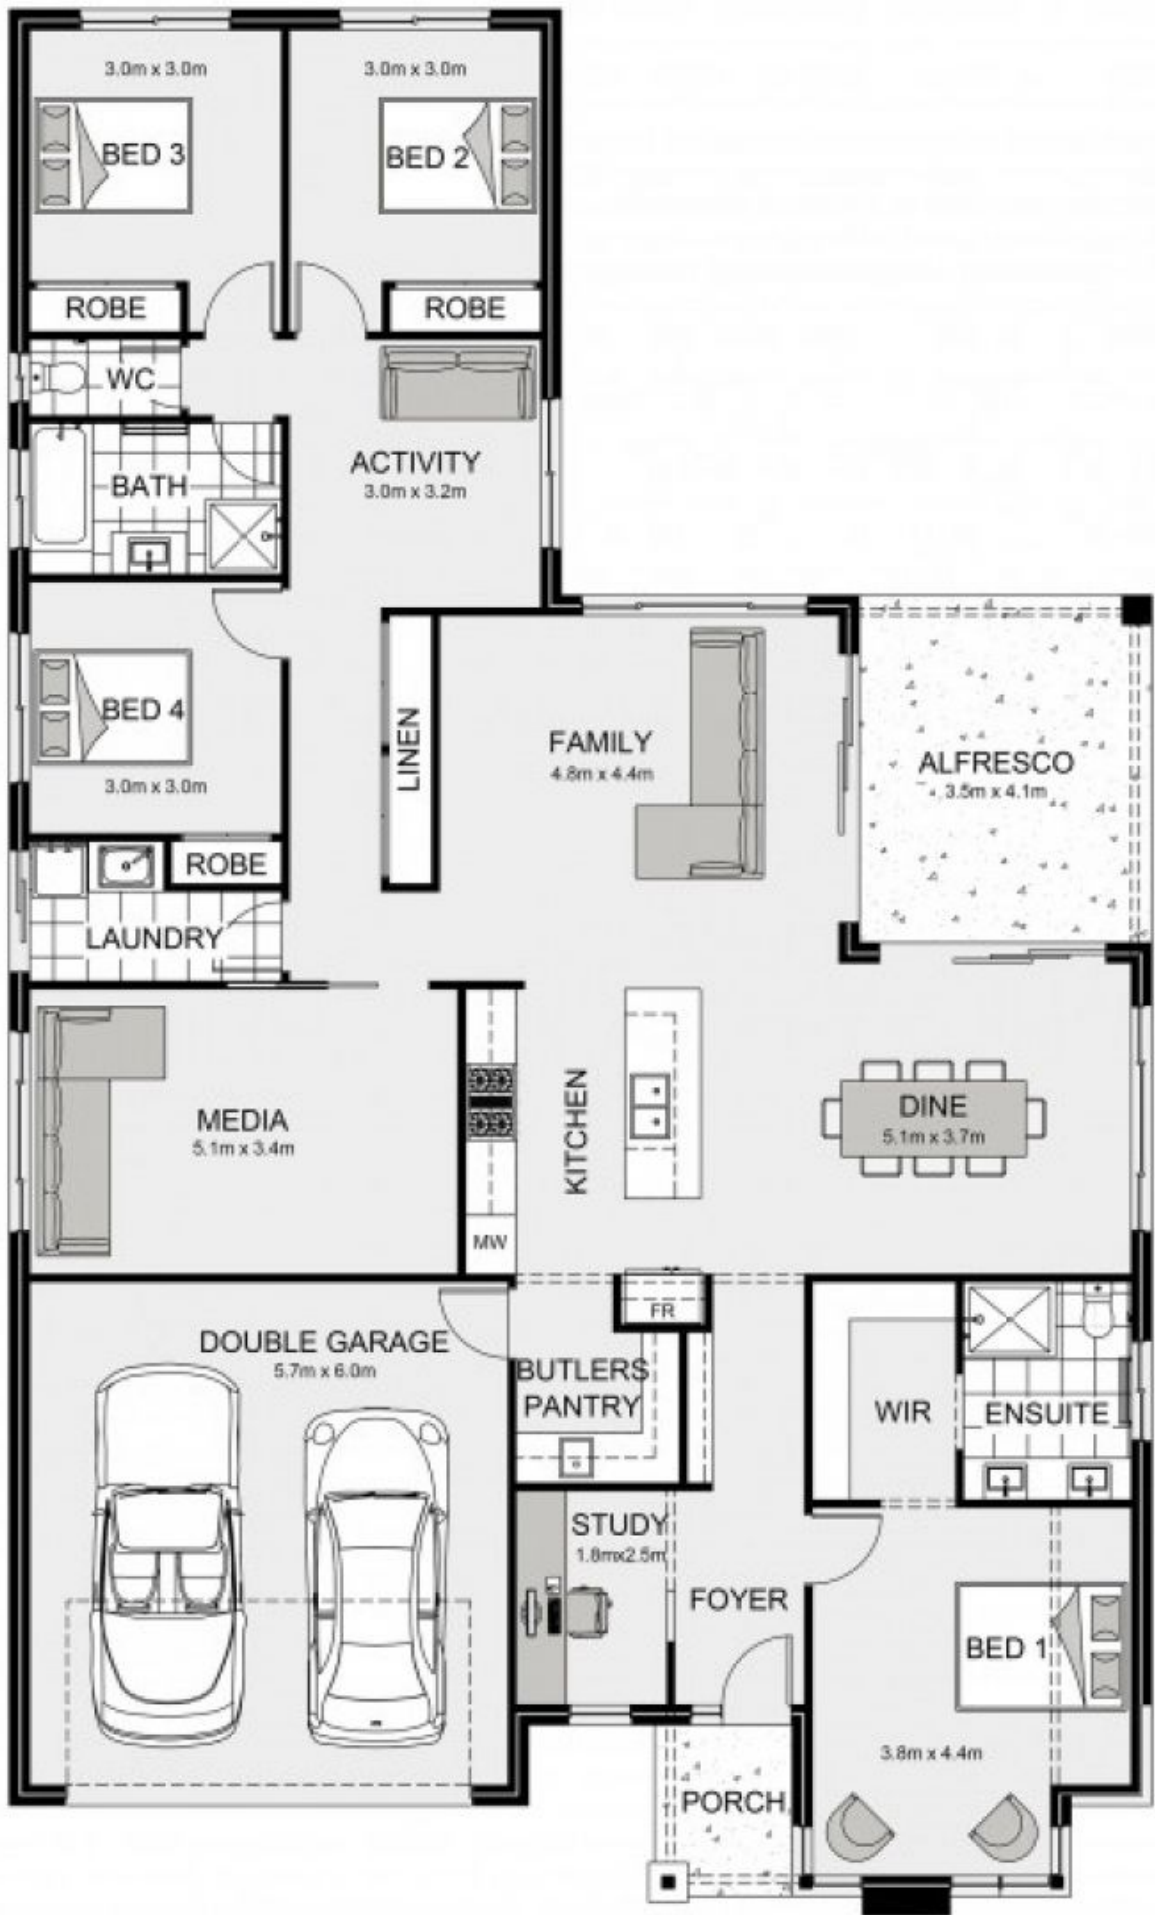 3.0m x 3.0m
3.0m x 3.0m
BED 3
BED 2
ROBE
ROBE
WC
ACTIVITY
3.0m x 3.2m
BATH
BED 4
3.0m x 3.0m
LINEN
FAMILY
4.8m x 4.4m
ALFRESCO
3.5m x 4.1m
ROBE
LAUNDRY
MEDIA
5.1m x 3.4m
KITCHEN
DINE
5.1m x 3.7m
MW
FR
DOUBLE GARAGE
5.7m x 6.0m
BUTLERS
PANTRY
WIR
ENSUITE
STUDY
1.8mx2.5m
FOYER
BED 1
3.8m x 4.4m
PORCH